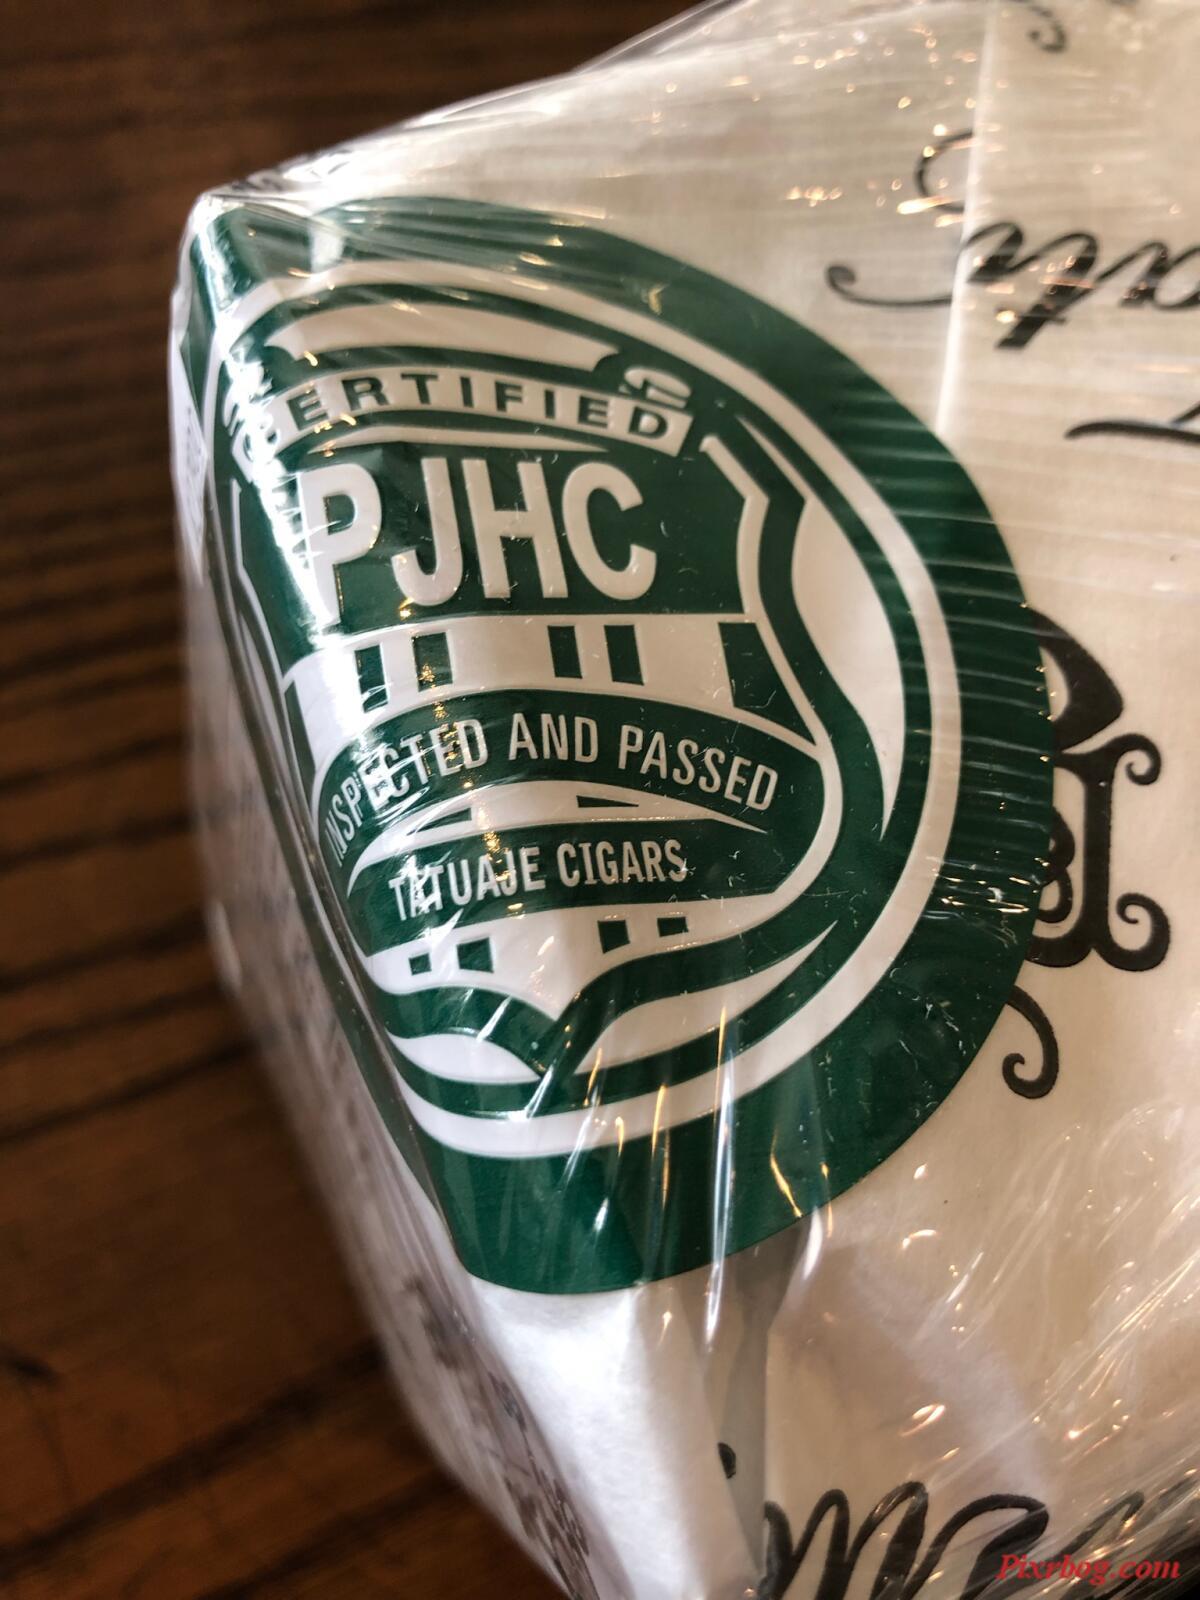 CERTIFIED
PJHC
INSPECTED AND PASSED
TATUAJE CIGARS
Pixrbog.com